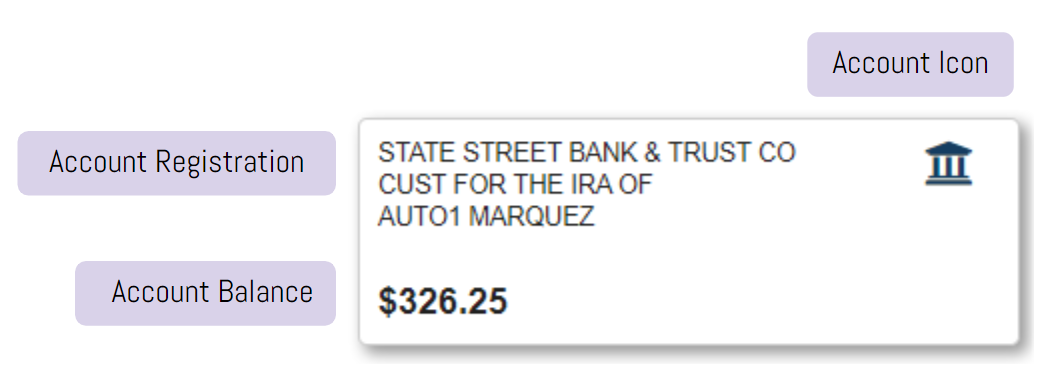 Account Icon
Account Registration
STATE STREET BANK & TRUST CO
CUST FOR THE IRA OF
AUTO1 MARQUEZ
Account Balance
$326.25